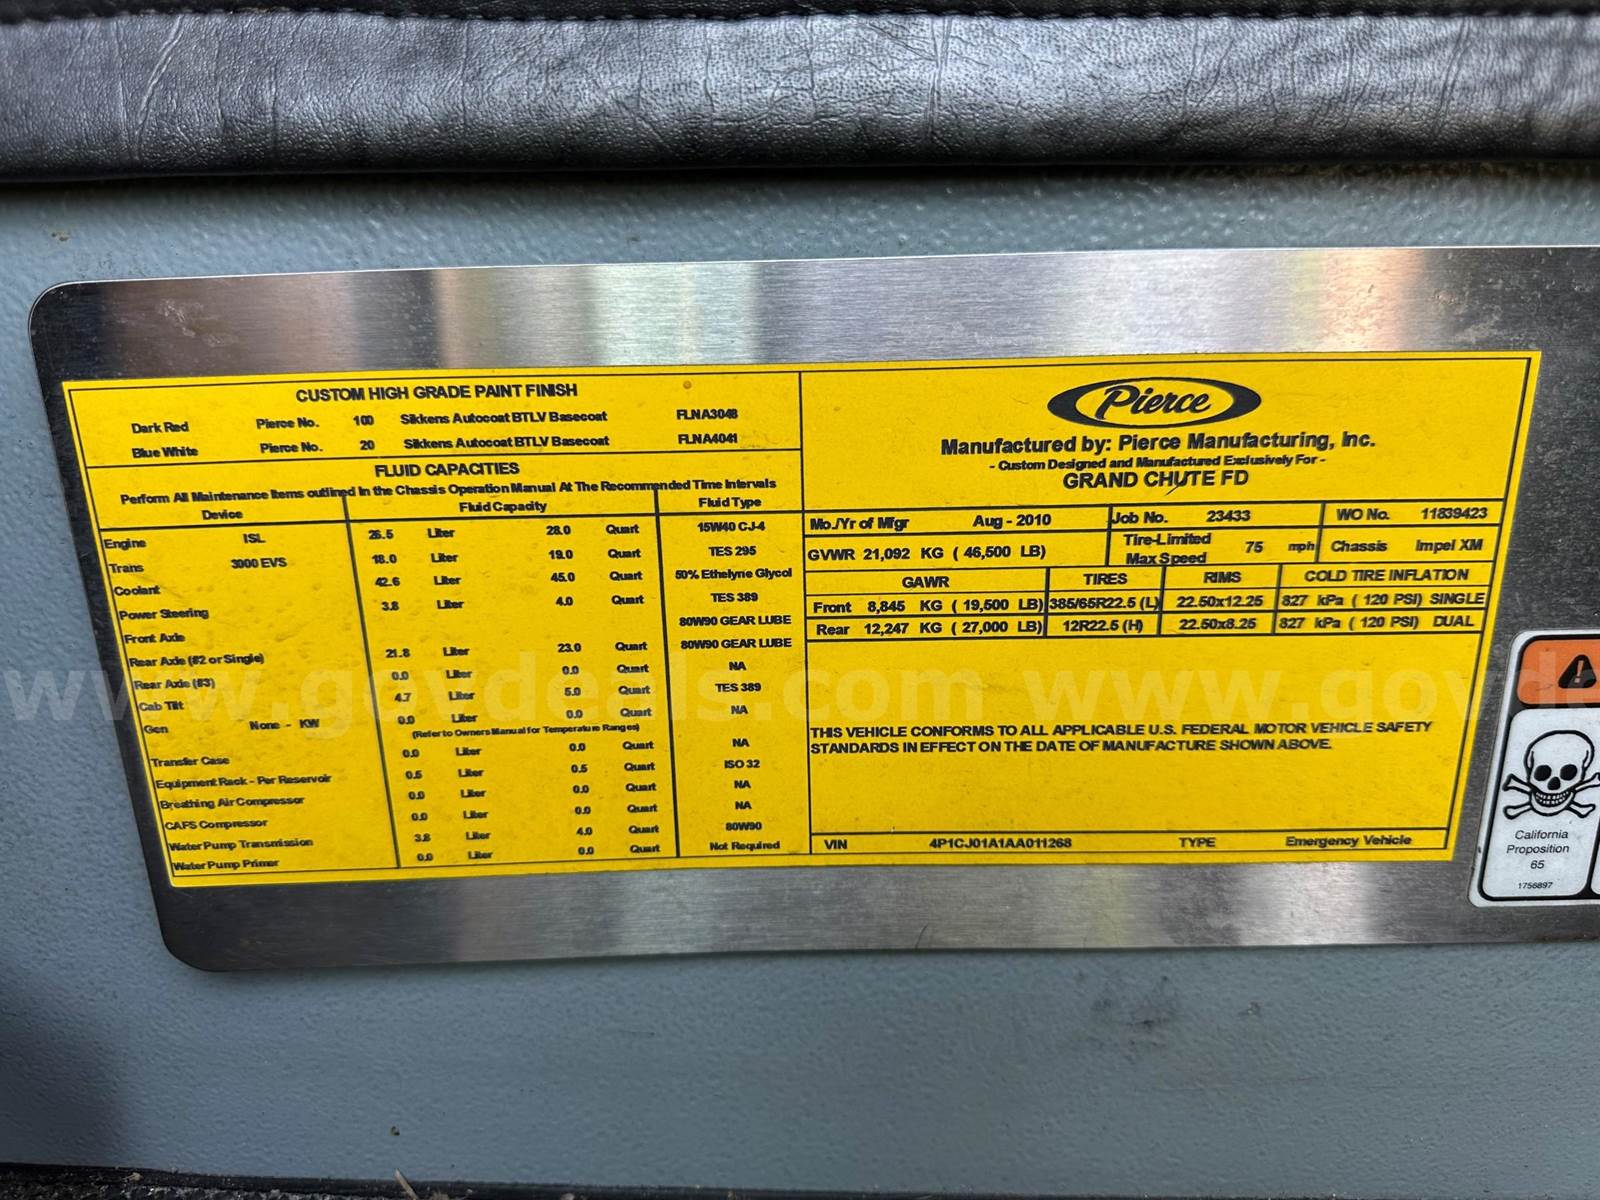 CUSTOM HIGH GRADE PAINT FINISH
Dark Red Pierce No. 100 Sikkens Autocoat BTLV Basecoat FLNA3048
Blue White Pierce No. 20 Sikkens Autocoat BTLV Basecoat FLNA4041
FLUID CAPACITIES
Perform All Maintenance Items outlined In the Chassis Operation Manual At The Recommended Time Intervals
Device Fluid Capacity Fluid Type
Engine ISL 26.5 Liter 28.0 Quart 15W40 CJ-4
Trans 3000 EVS 18.0 Liter 19.0 Quart TES 295
Coolant 42.6 Liter 45.0 Quart 50% Ethelyne Glycol
Power Steering 3.8 Liter 4.0 Quart TES 389
Front Axle 80W90 GEAR LUBE
Rear Axle (#2 or Single) 21.8 Liter 23.0 Quart 80W90 GEAR LUBE
Rear Axle (#3) 0.0 Liter 0.0 Quart NA
Cab Tilt 4.7 Liter 5.0 Quart TES 389
Gen None - KW 0.0 Liter 0.0 Quart NA
(Refer to Owners Manual for Temperature Ranges)
Transfer Case 0.0 Liter 0.0 Quart NA
Equipment Rack - Per Reservoir 0.5 Liter 0.5 Quart ISO 32
Breathing Air Compressor 0.0 Liter 0.0 Quart NA
CAFS Compressor 0.0 Liter 0.0 Quart NA
Water Pump Transmission 3.8 Liter 4.0 Quart 80W90
Water Pump Primer 0.0 Liter 0.0 Quart Not Required
Pierce
Manufactured by: Pierce Manufacturing, Inc.
- Custom Designed and Manufactured Exclusively For -
GRAND CHUTE FD
Mo./Yr of Mfgr Aug - 2010 Job No. 23433 WO No. 11839423
GVWR 21,092 KG ( 46,500 LB) Tire-Limited Max Speed 75 mph Chassis Impel XM
GAWR TIRES RIMS COLD TIRE INFLATION
Front 8,845 KG ( 19,500 LB) 385/65R22.5 (L) 22.50x12.25 827 kPa ( 120 PSI) SINGLE
Rear 12,247 KG ( 27,000 LB) 12R22.5 (H) 22.50x8.25 827 kPa ( 120 PSI) DUAL
THIS VEHICLE CONFORMS TO ALL APPLICABLE U.S. FEDERAL MOTOR VEHICLE SAFETY
STANDARDS IN EFFECT ON THE DATE OF MANUFACTURE SHOWN ABOVE.
VIN 4P1CJ01A1AA011268 TYPE Emergency Vehicle
California
Proposition
65
1756897
www.govdeals.com www.govd